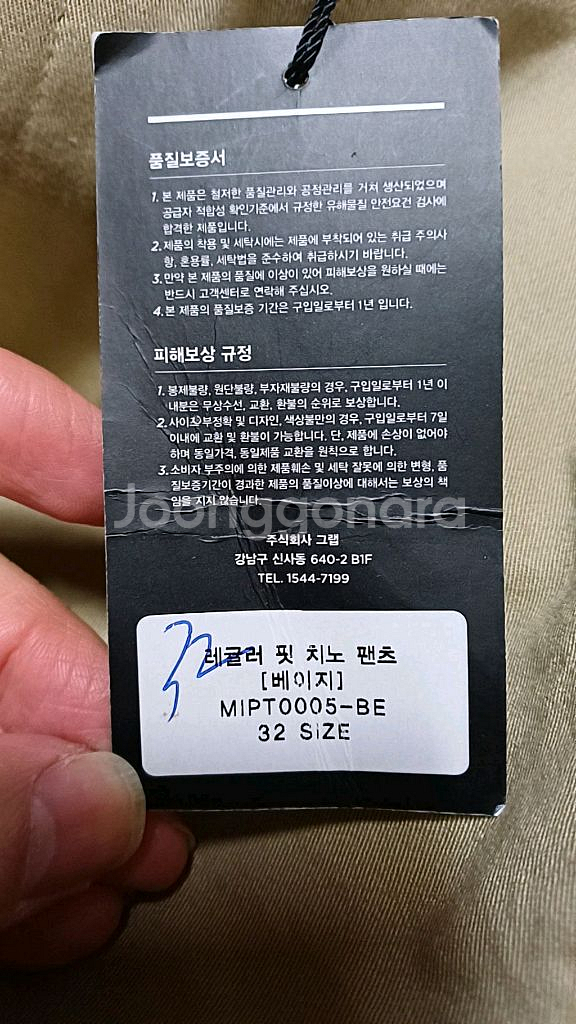 품질보증서
1. 본 제품은 철저한 품질관리와 공정관리를 거쳐 생산되었으며
공급자 적합성 확인기준에서 규정한 유해물질 안전요건 검사에
합격한 제품입니다.
2. 제품의 착용 및 세탁시에는 제품에 부착되어 있는 취급 주의사
항, 혼용률, 세탁법을 준수하여 취급하시기 바랍니다.
3. 만약 본 제품의 품질에 이상이 있어 피해보상을 원하실 때에는
반드시 고객센터로 연락해 주십시오.
4. 본 제품의 품질보증 기간은 구입일로부터 1년 입니다.
피해보상 규정
1. 봉제불량, 원단불량, 부자재불량의 경우, 구입일로부터 1년 이
내분은 무상수선, 교환, 환불의 순위로 보상합니다.
2. 사이즈 부정확 및 디자인, 색상불만의 경우, 구입일로부터 7일
이내에 교환 및 환불이 가능합니다. 단, 제품에 손상이 없어야
하며 동일가격, 동일제품 교환을 원칙으로 합니다.
3. 소비자 부주의에 의한 제품훼손 및 세탁 잘못에 의한 변형, 품
질보증기간이 경과한 제품의 품질이상에 대해서는 보상의 책
임을 지지 않습니다.
Joonggonara
주식회사 그랩
강남구 신사동 640-2 B1F
TEL. 1544-7199
레귤러 핏 치노 팬츠
[베이지]
MIPT0005-BE
32 SIZE